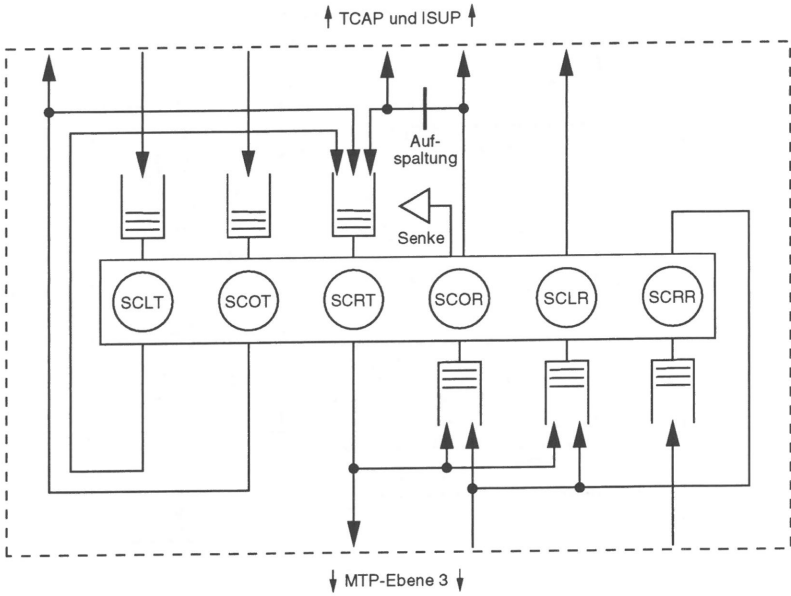 TCAP und ISUP
Auf-
spaltung
Senke
SCLT SCOT SCRT SCOR SCLR SCRR
MTP-Ebene 3